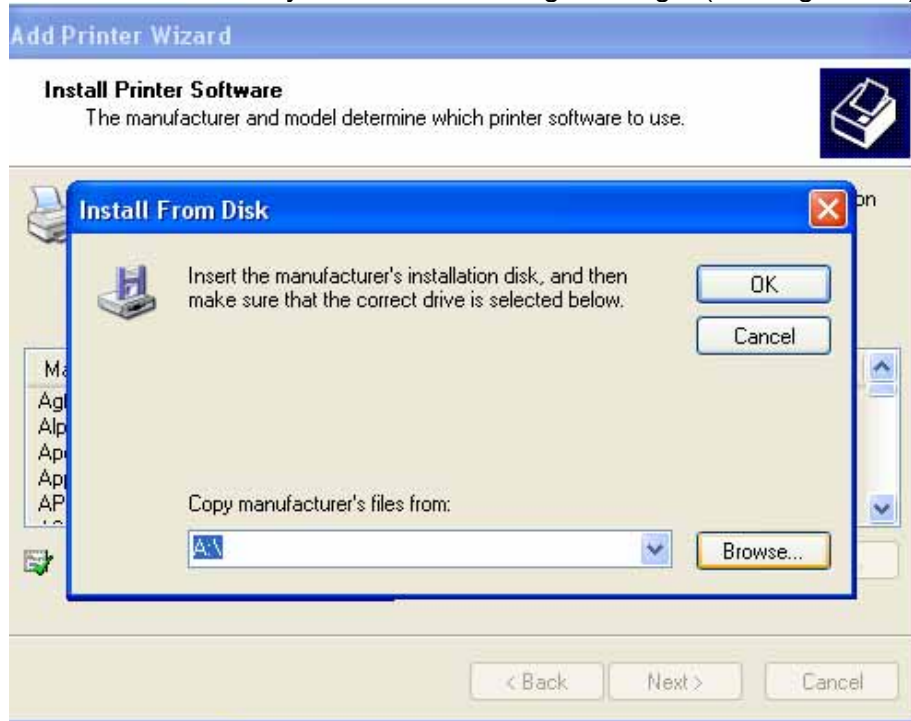 Add Printer Wizard
Install Printer Software
The manufacturer and model determine which printer software to use.
Install From Disk
Insert the manufacturer's installation disk, and then
make sure that the correct drive is selected below.
OK
Cancel
Copy manufacturer's files from:
A:\
Browse...
< Back
Next >
Cancel